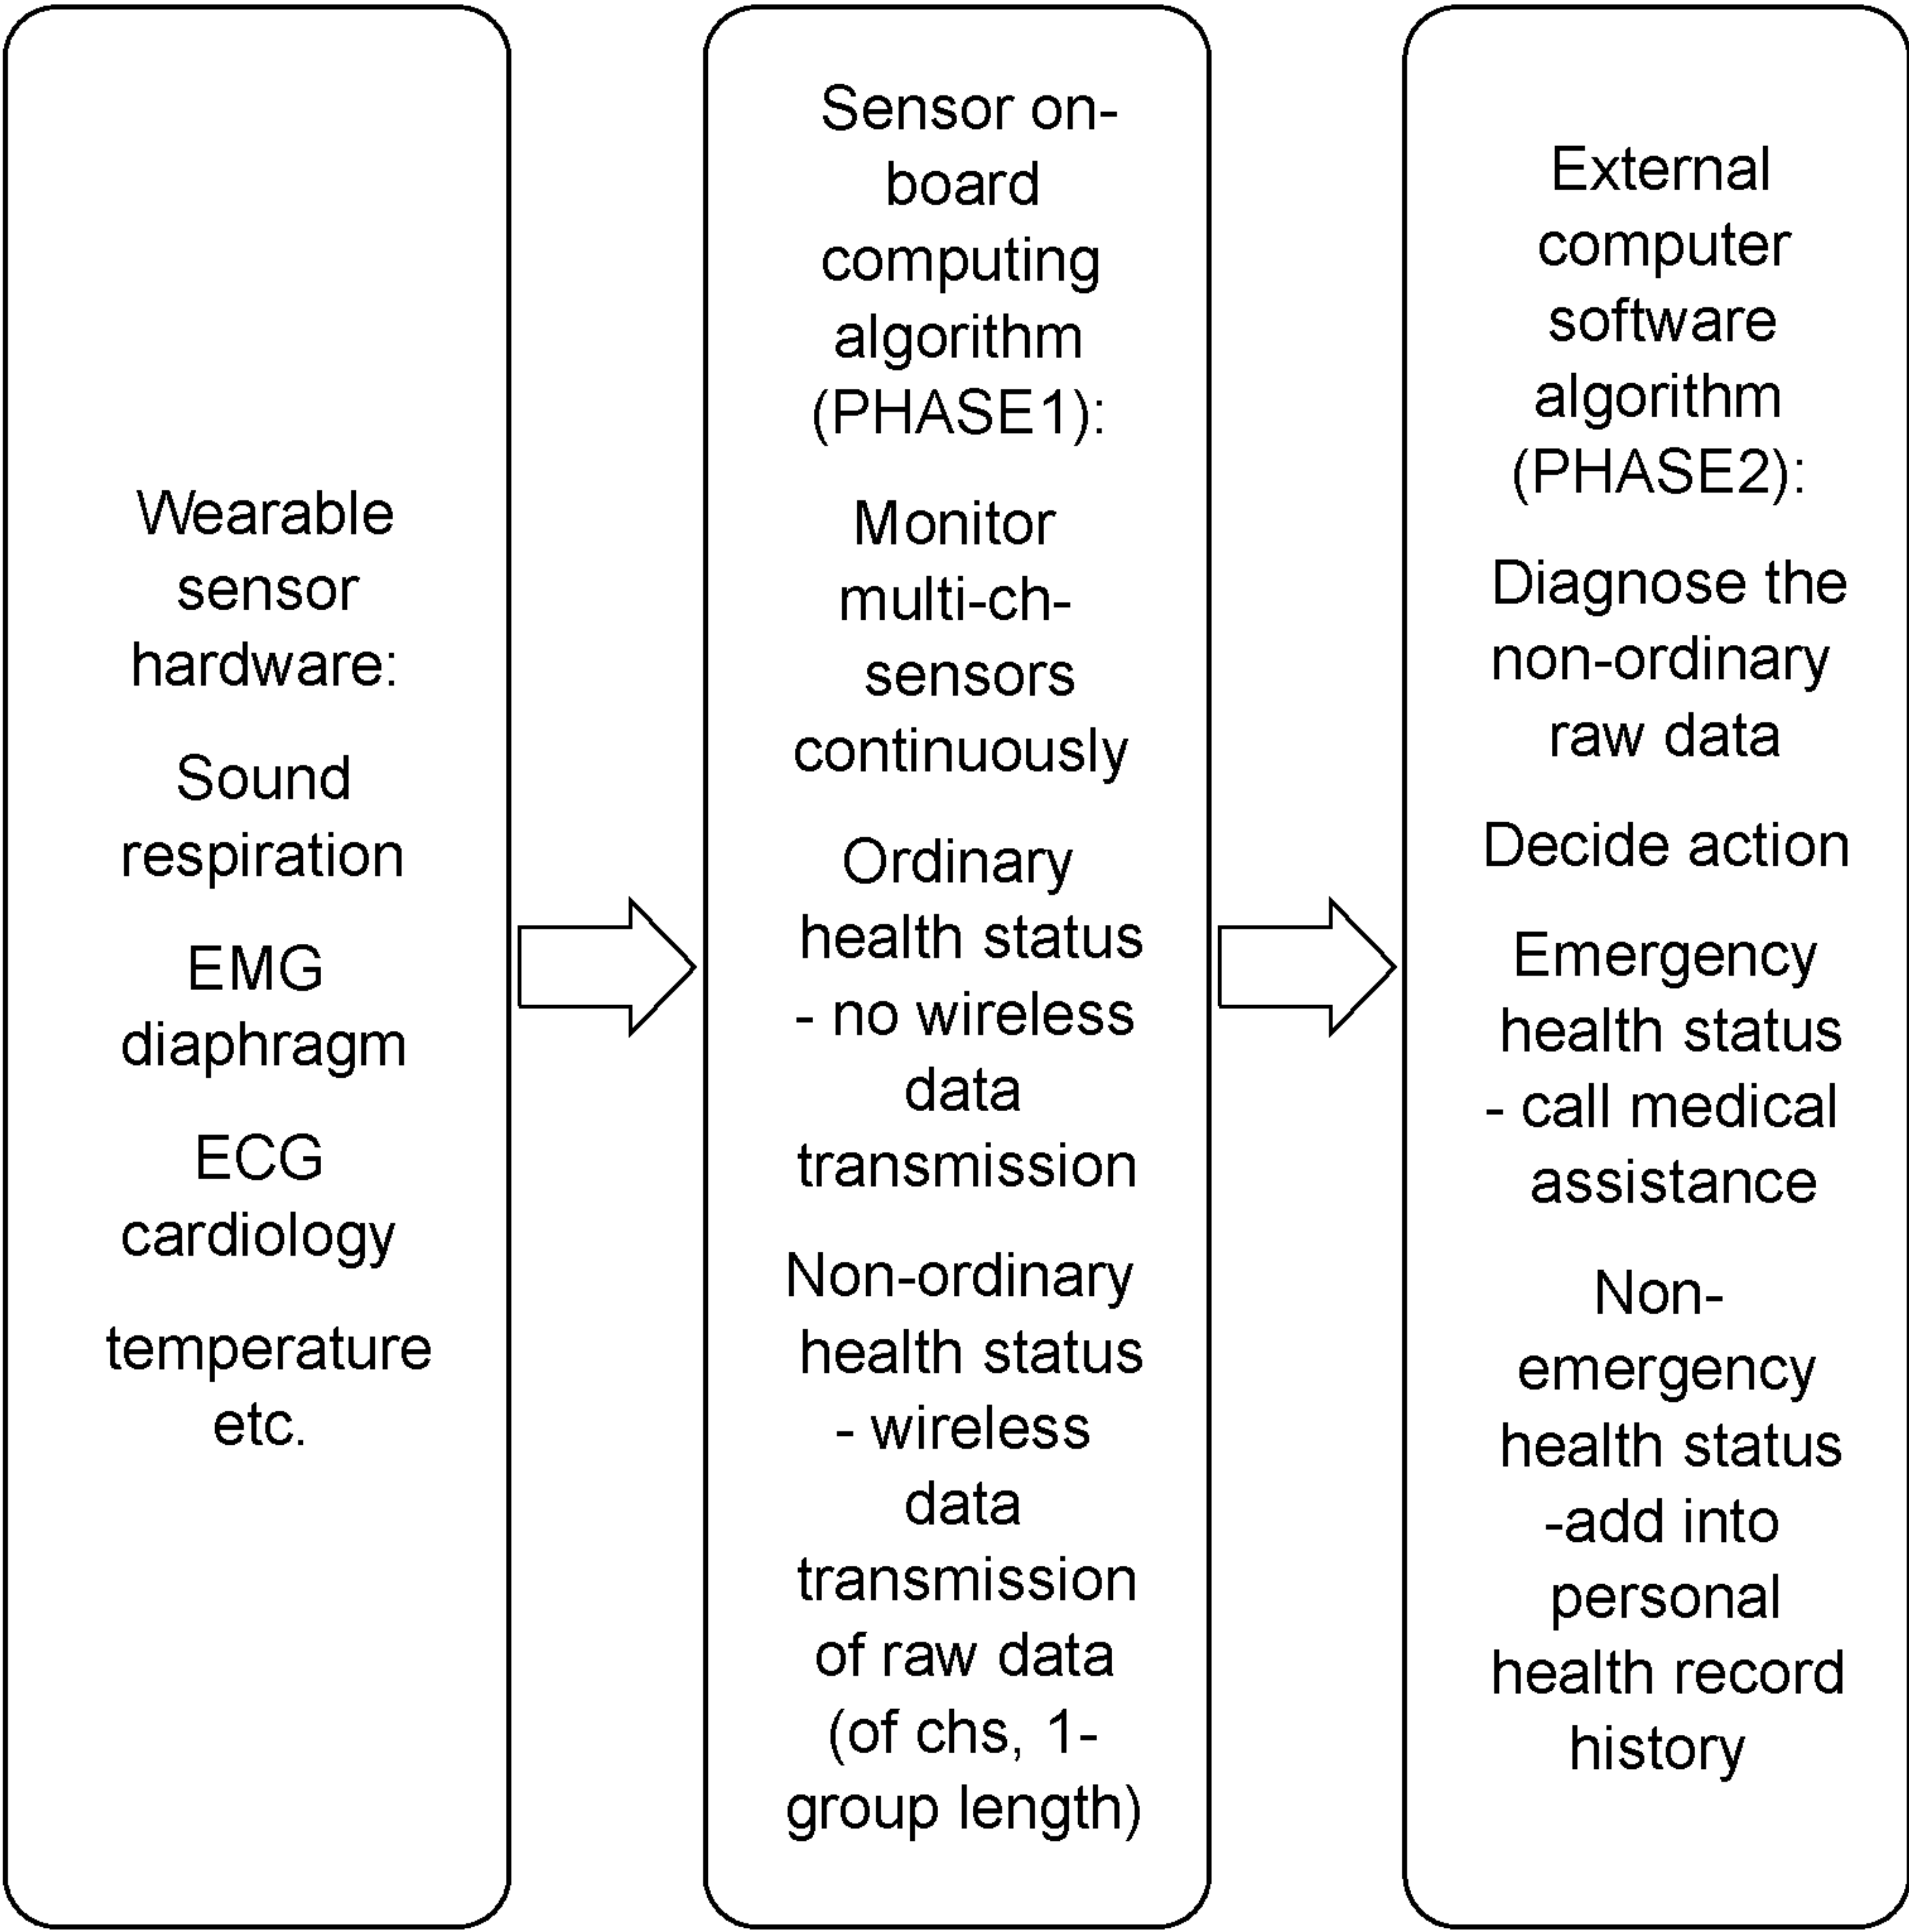 Wearable
sensor
hardware:
Sound
respiration
EMG
diaphragm
ECG
cardiology
temperature
etc.
Sensor on-
board
computing
algorithm
(PHASE1):
Monitor
multi-ch-
sensors
continuously
Ordinary
health status
- no wireless
data
transmission
Non-ordinary
health status
- wireless
data
transmission
of raw data
(of chs, 1-
group length)
External
computer
software
algorithm
(PHASE2):
Diagnose the
non-ordinary
raw data
Decide action
Emergency
health status
- call medical
assistance
Non-
emergency
health status
-add into
personal
health record
history